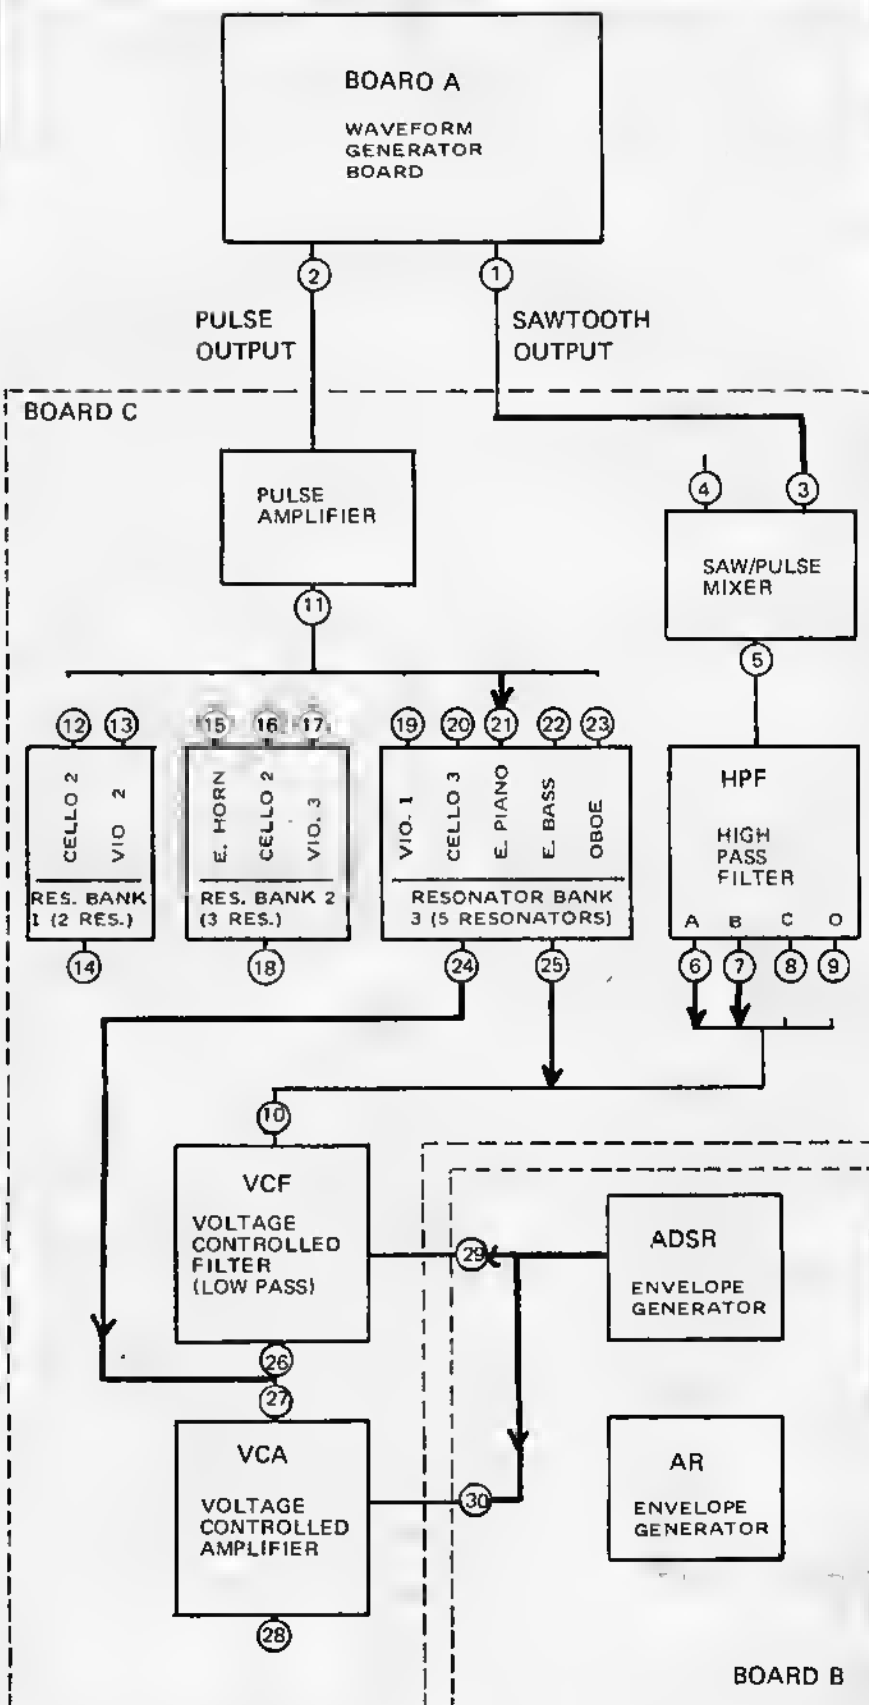 BOARD A
WAVEFORM
GENERATOR
BOARD
2
1
PULSE
OUTPUT
SAWTOOTH
OUTPUT
BOARD C
PULSE
AMPLIFIER
4
3
SAW/PULSE
MIXER
11
5
12
13
15
16
17
19
20
21
22
23
CELLO 2
VIO 2
E. HORN
CELLO 2
VIO. 3
VIO. 1
CELLO 3
E. PIANO
E. BASS
OBOE
HPF
HIGH
PASS
FILTER
RES. BANK
1 (2 RES.)
RES. BANK 2
(3 RES.)
RESONATOR BANK
3 (5 RESONATORS)
A B C D
14
18
24
25
6
7
8
9
10
VCF
VOLTAGE
CONTROLLED
FILTER
(LOW PASS)
29
ADSR
ENVELOPE
GENERATOR
26
27
VCA
VOLTAGE
CONTROLLED
AMPLIFIER
30
AR
ENVELOPE
GENERATOR
28
BOARD B